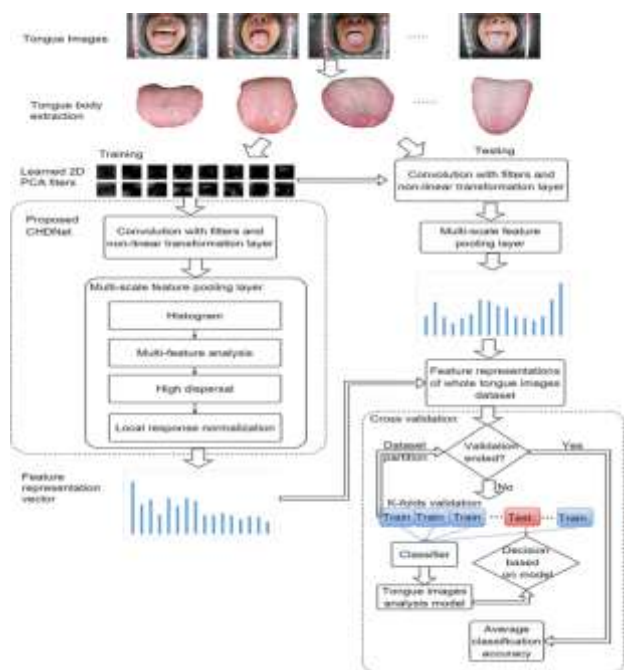 Tongue Images
Tongue body
extraction
Training
Testing
Learned 2D
PCA filters
Convolution with filters and
non-linear transformation layer
Proposed
CHDNet
Convolution with filters and
non-linear transformation layer
Multi-scale feature
pooling layer
Multi-scale feature pooling layer
Histogram
Multi-feature analysis
High dispersal
Local response normalization
Feature representations
of whole tongue images
dataset
Cross validation
Dataset
partition
Validation
ended?
Yes
No
Feature
representation
vector
K-folds validation
Train Train Train ... Test ... Train
Classifier
Decision
based
on model
Tongue images
analysis model
Average
classification
accuracy